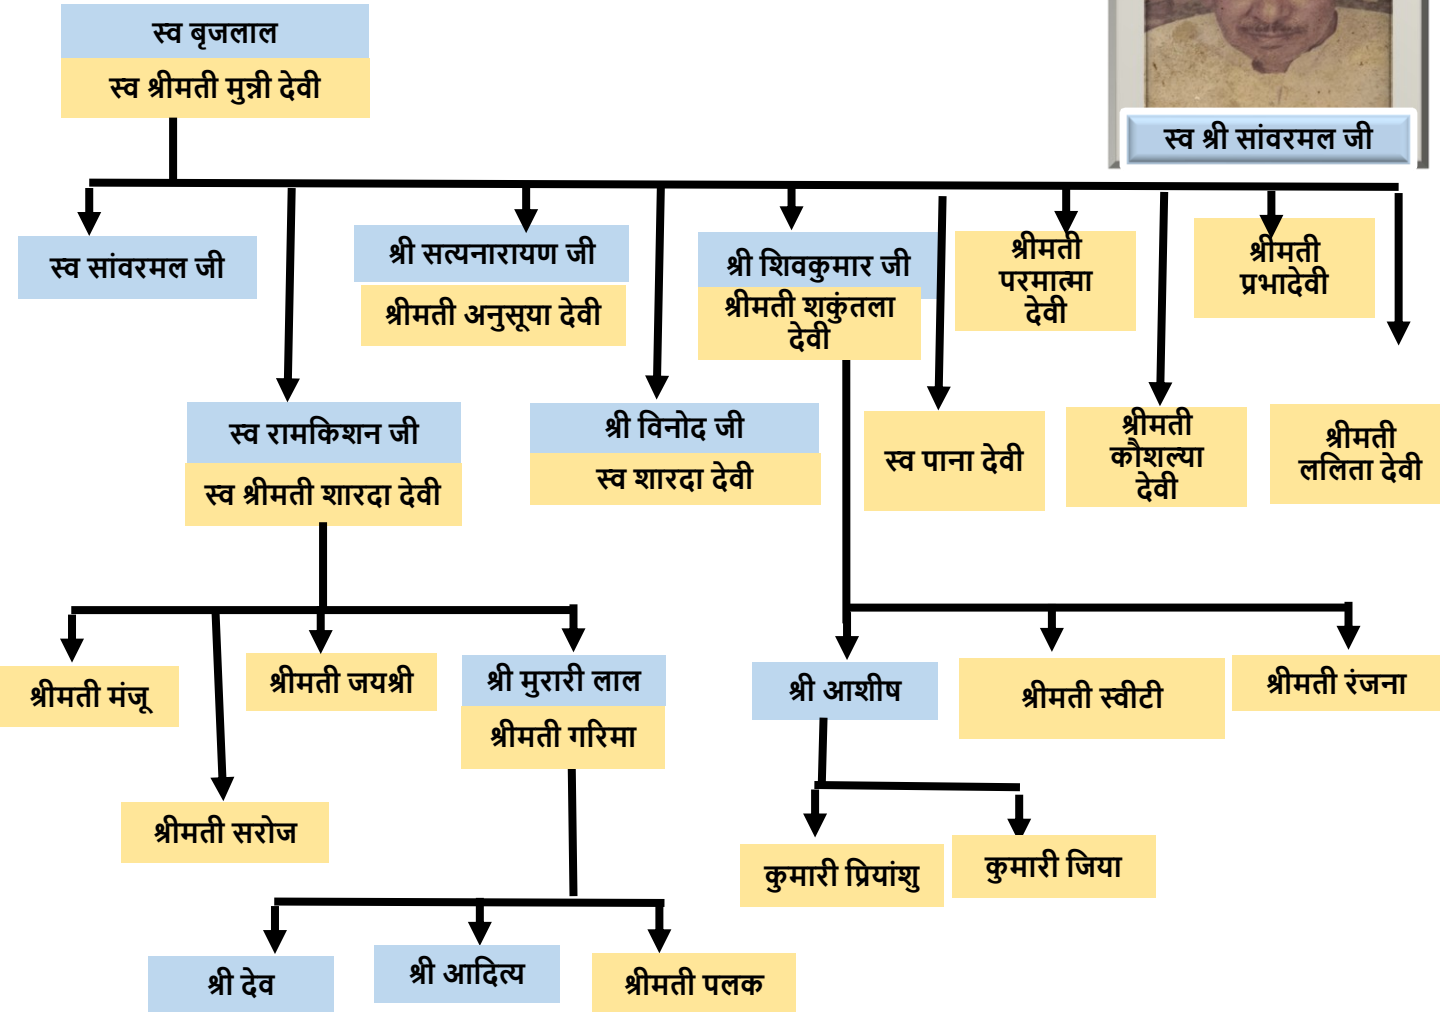 स्व बृजलाल
स्व श्रीमती मुन्नी देवी
स्व श्री सांवरमल जी
स्व सांवरमल जी
श्री सत्यनारायण जी
श्रीमती अनुसूया देवी
श्री शिवकुमार जी
श्रीमती शकुंतला
देवी
श्रीमती
परमात्मा
देवी
श्रीमती
प्रभादेवी
स्व रामकिशन जी
स्व श्रीमती शारदा देवी
श्री विनोद जी
स्व शारदा देवी
स्व पाना देवी
श्रीमती
कौशल्या
देवी
श्रीमती
ललिता देवी
श्रीमती मंजू
श्रीमती जयश्री
श्री मुरारी लाल
श्रीमती गरिमा
श्री आशीष
श्रीमती स्वीटी
श्रीमती रंजना
श्रीमती सरोज
कुमारी प्रियांशु
कुमारी जिया
श्री देव
श्री आदित्य
श्रीमती पलक